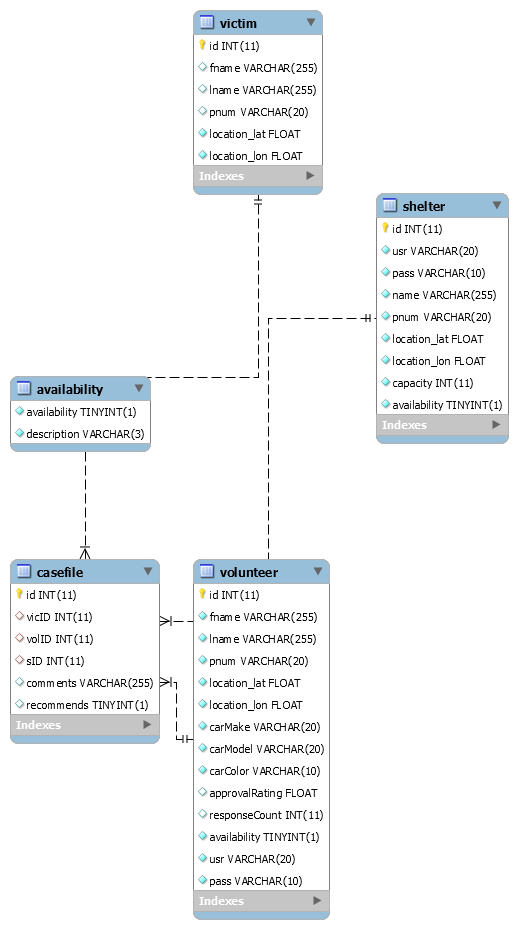 victim
id INT(11)
fname VARCHAR(255)
lname VARCHAR(255)
pnum VARCHAR(20)
location_lat FLOAT
location_lon FLOAT
Indexes
shelter
id INT(11)
usr VARCHAR(20)
pass VARCHAR(10)
name VARCHAR(255)
pnum VARCHAR(20)
location_lat FLOAT
location_lon FLOAT
capacity INT(11)
availability TINYINT(1)
Indexes
availability
availability TINYINT(1)
description VARCHAR(3)
casefile
id INT(11)
vicID INT(11)
volID INT(11)
sID INT(11)
comments VARCHAR(255)
recommends TINYINT(1)
Indexes
volunteer
id INT(11)
fname VARCHAR(255)
lname VARCHAR(255)
pnum VARCHAR(20)
location_lat FLOAT
location_lon FLOAT
carMake VARCHAR(20)
carModel VARCHAR(20)
carColor VARCHAR(10)
approvalRating FLOAT
responseCount INT(11)
availability TINYINT(1)
usr VARCHAR(20)
pass VARCHAR(10)
Indexes